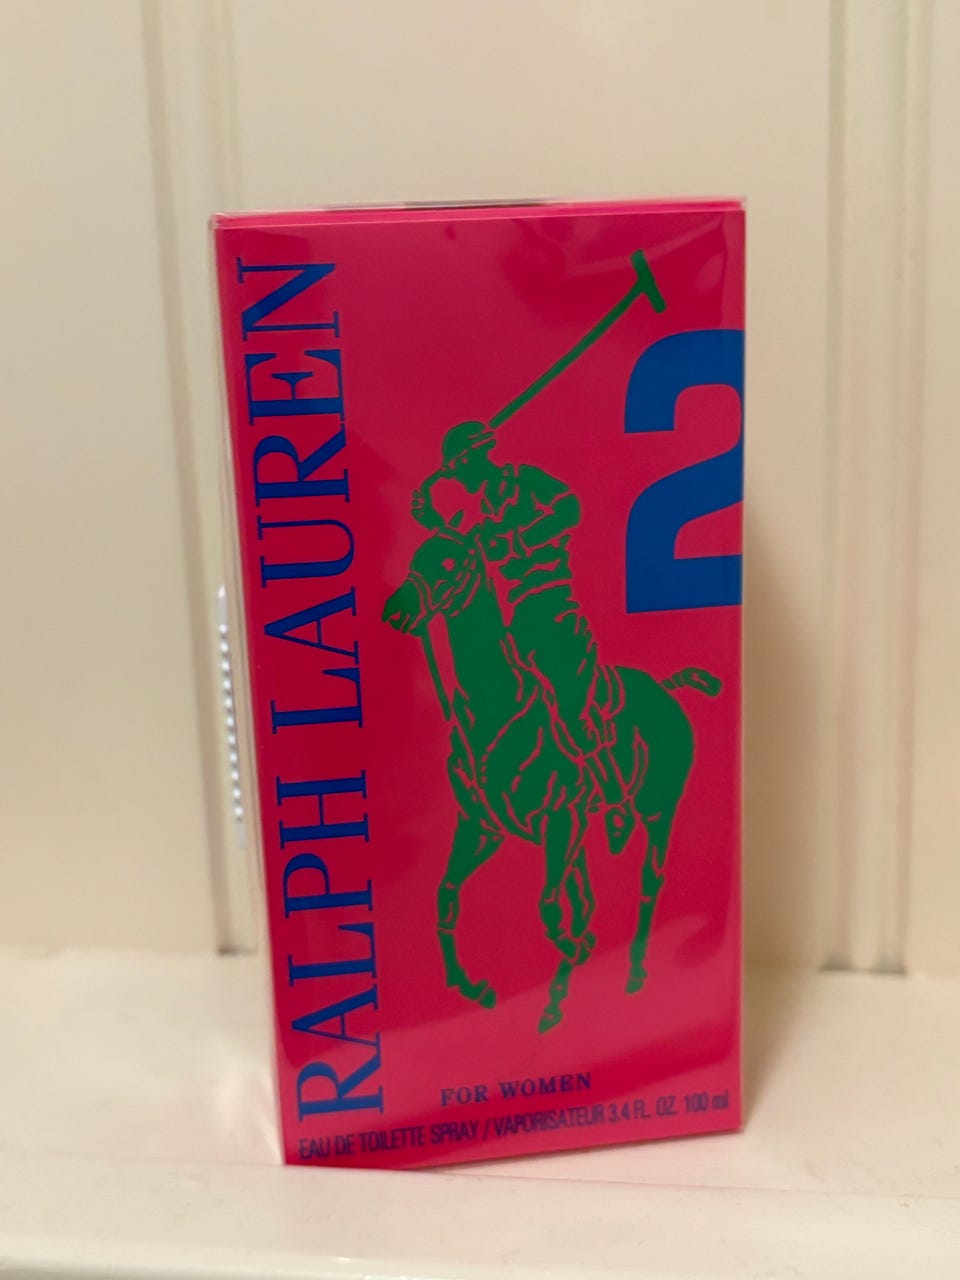 RALPH LAUREN
2
FOR WOMEN
EAU DE TOILETTE SPRAY / VAPORISATEUR 3.4 FL. OZ. 100 ml